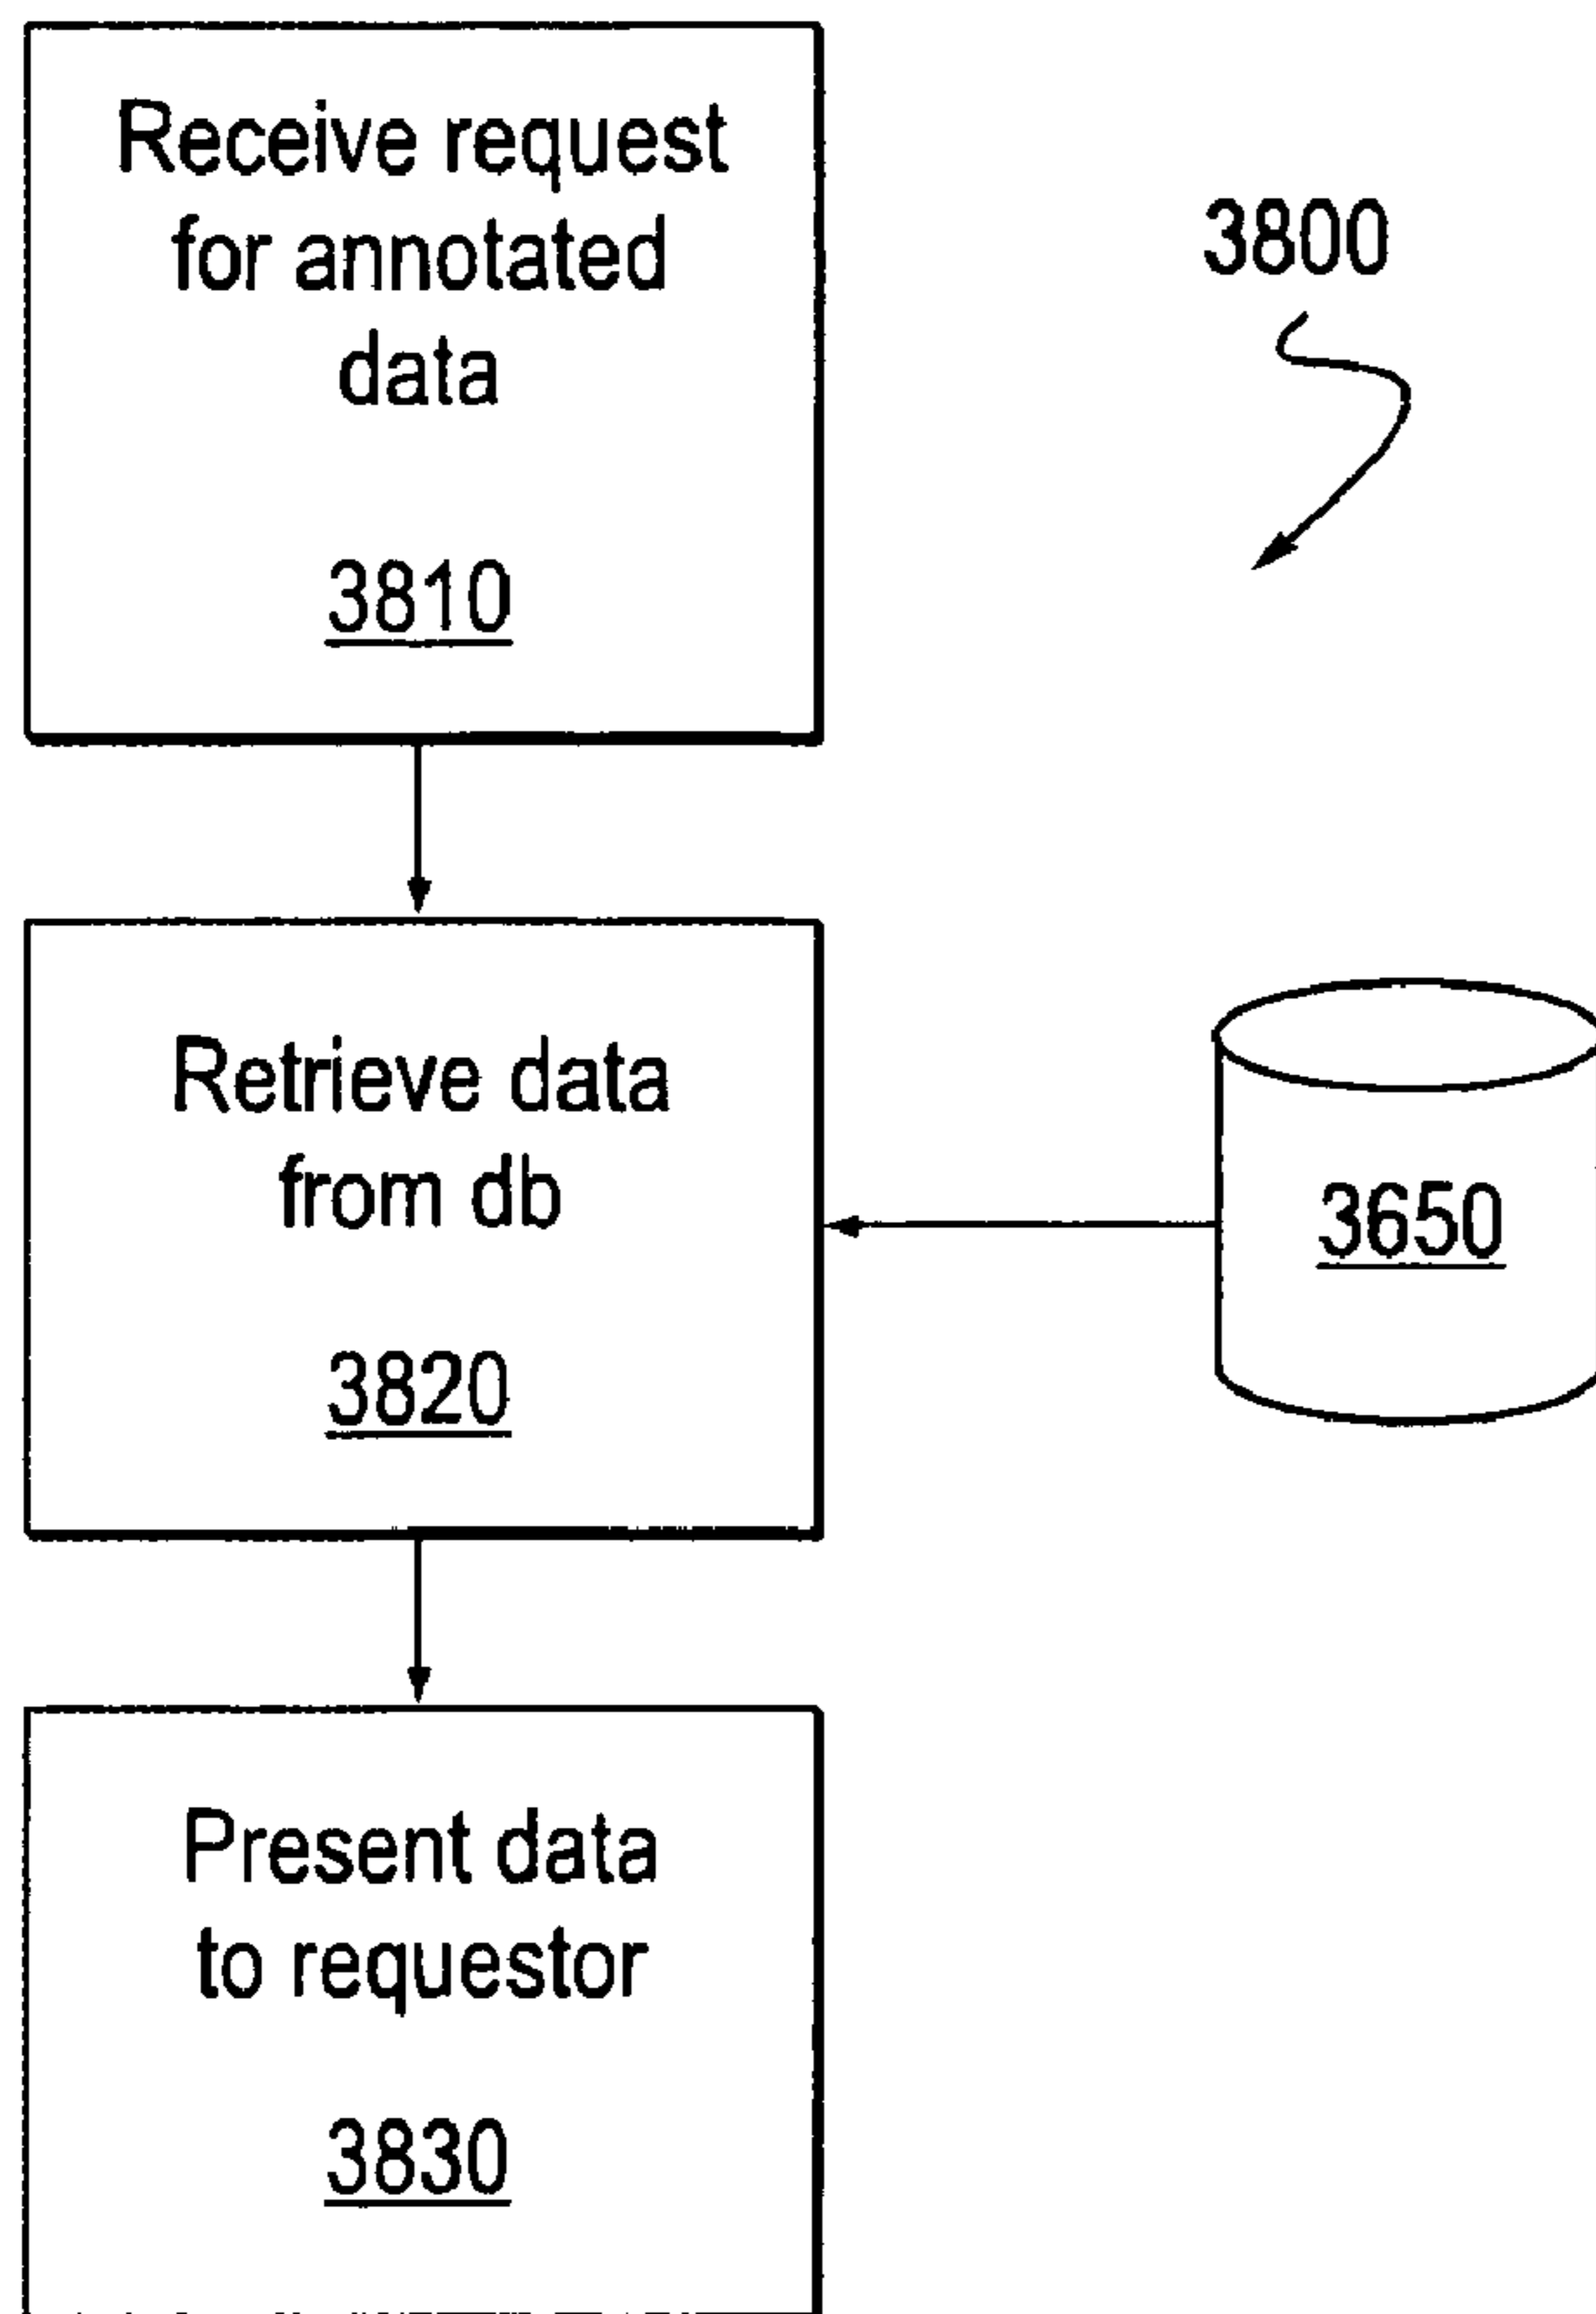 Receive request
for annotated
data
3810
3800
Retrieve data
from db
3820
3650
Present data
to requestor
3830